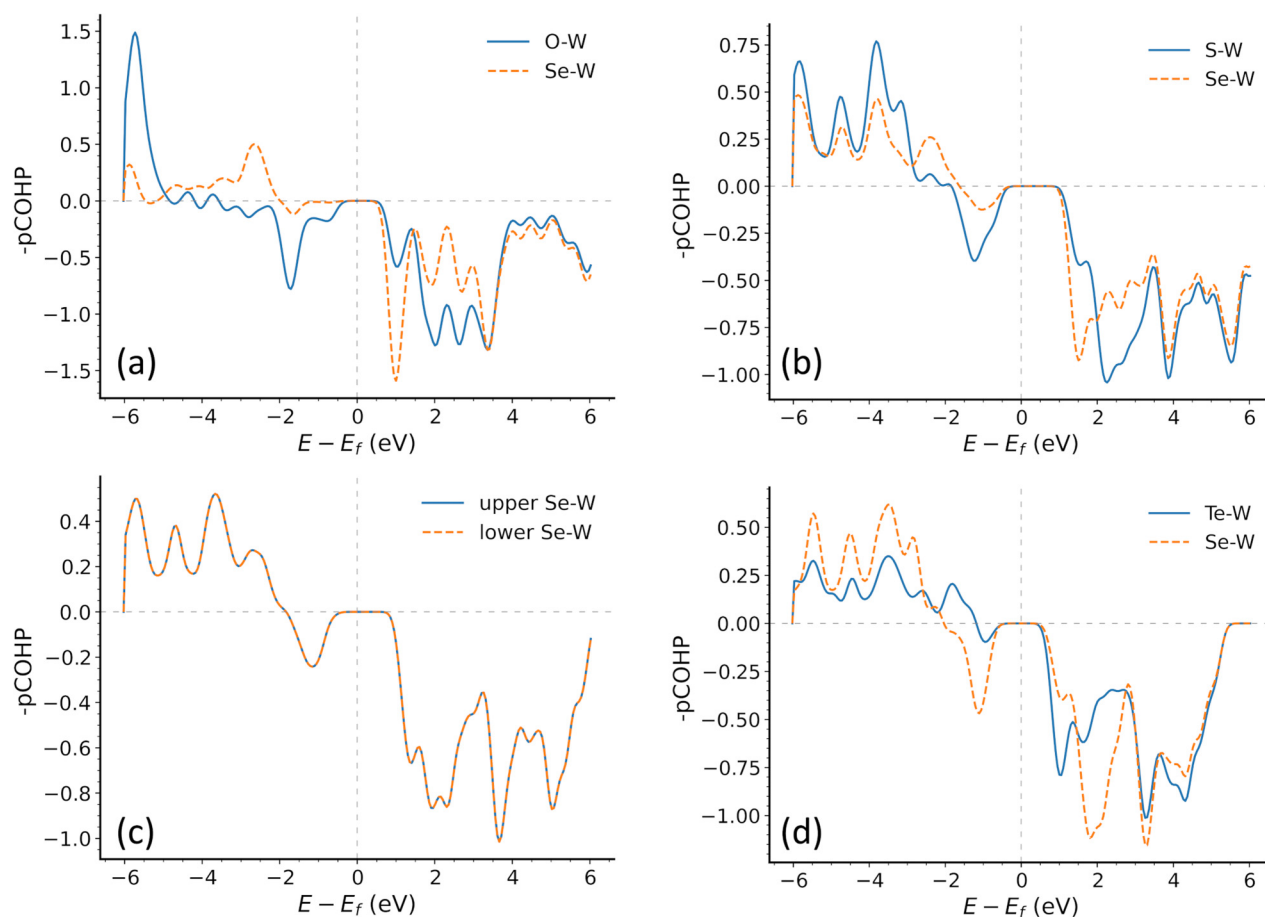 1.5
1.0
0.5
0.0
−0.5
−1.0
−1.5
-pCOHP
O-W
Se-W
(a)
−6 −4 −2 0 2 4 6
E − E_f (eV)
0.75
0.50
0.25
0.00
−0.25
−0.50
−0.75
−1.00
-pCOHP
S-W
Se-W
(b)
−6 −4 −2 0 2 4 6
E − E_f (eV)
0.4
0.2
0.0
−0.2
−0.4
−0.6
−0.8
−1.0
-pCOHP
upper Se-W
lower Se-W
(c)
−6 −4 −2 0 2 4 6
E − E_f (eV)
0.50
0.25
0.00
−0.25
−0.50
−0.75
−1.00
-pCOHP
Te-W
Se-W
(d)
−6 −4 −2 0 2 4 6
E − E_f (eV)